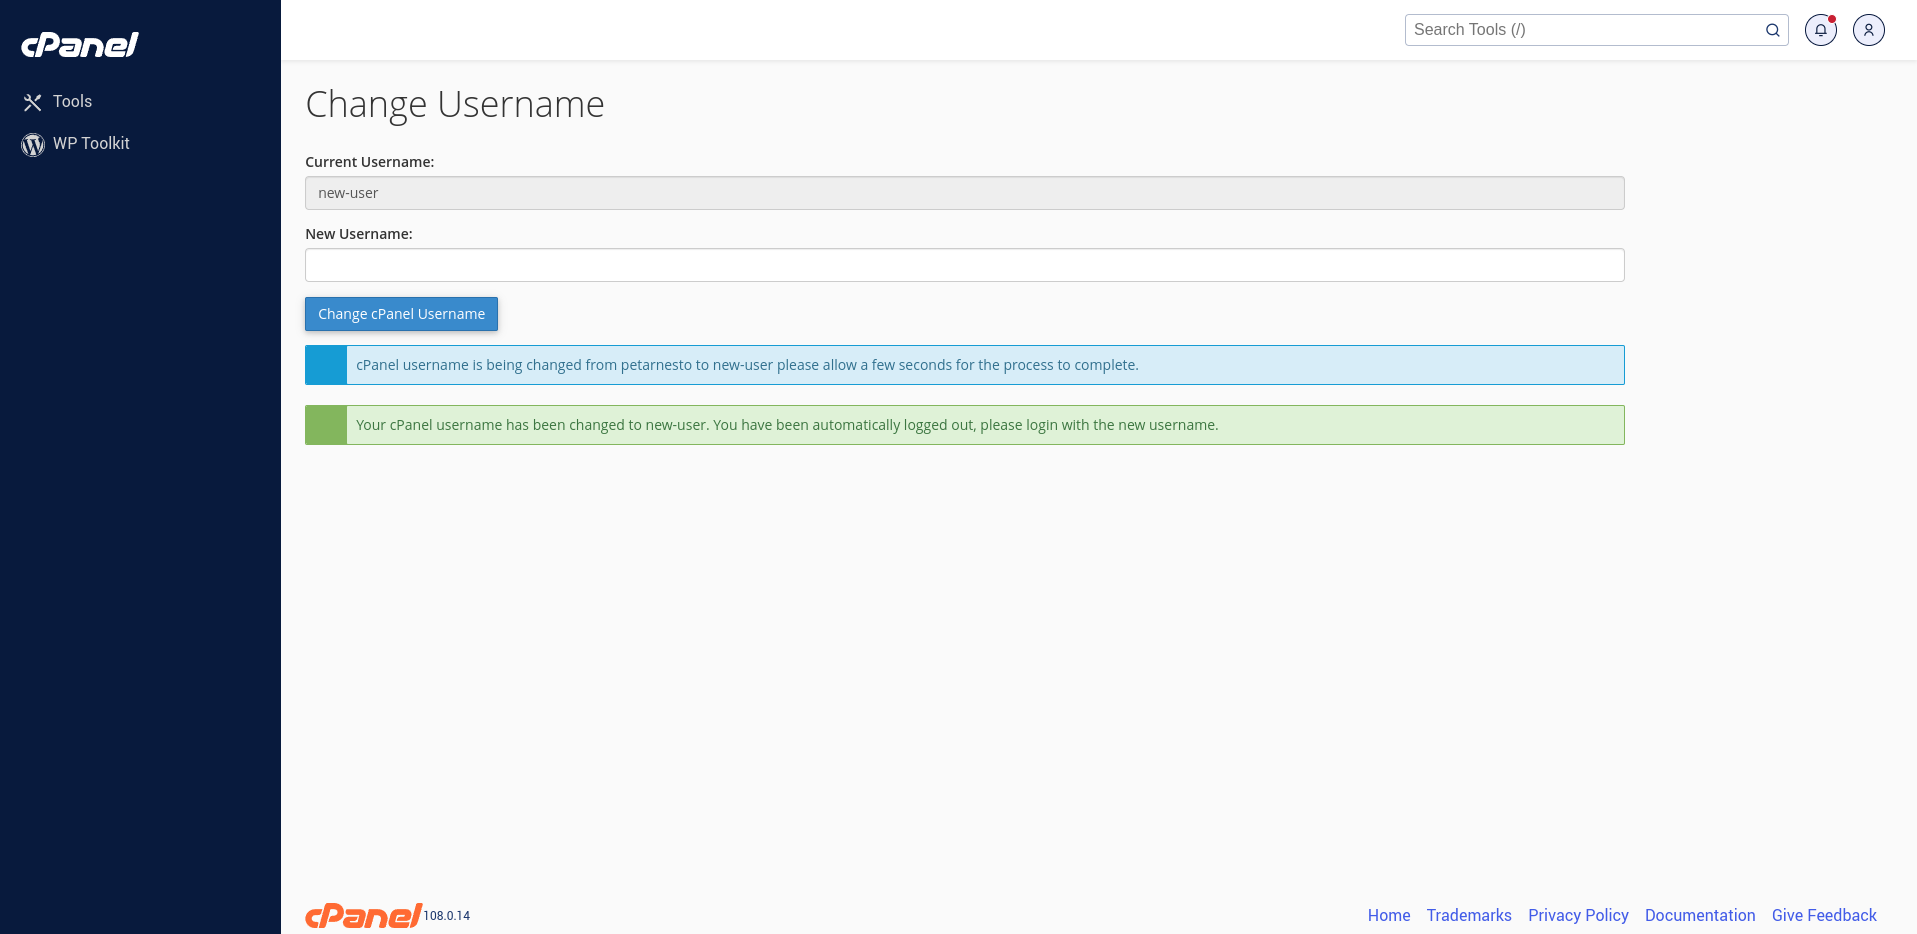 cPanel
Tools
WP Toolkit
Search Tools (/)
Change Username
Current Username:
new-user
New Username:
Change cPanel Username
cPanel username is being changed from petarnesto to new-user please allow a few seconds for the process to complete.
Your cPanel username has been changed to new-user. You have been automatically logged out, please login with the new username.
cPanel 108.0.14
Home Trademarks Privacy Policy Documentation Give Feedback